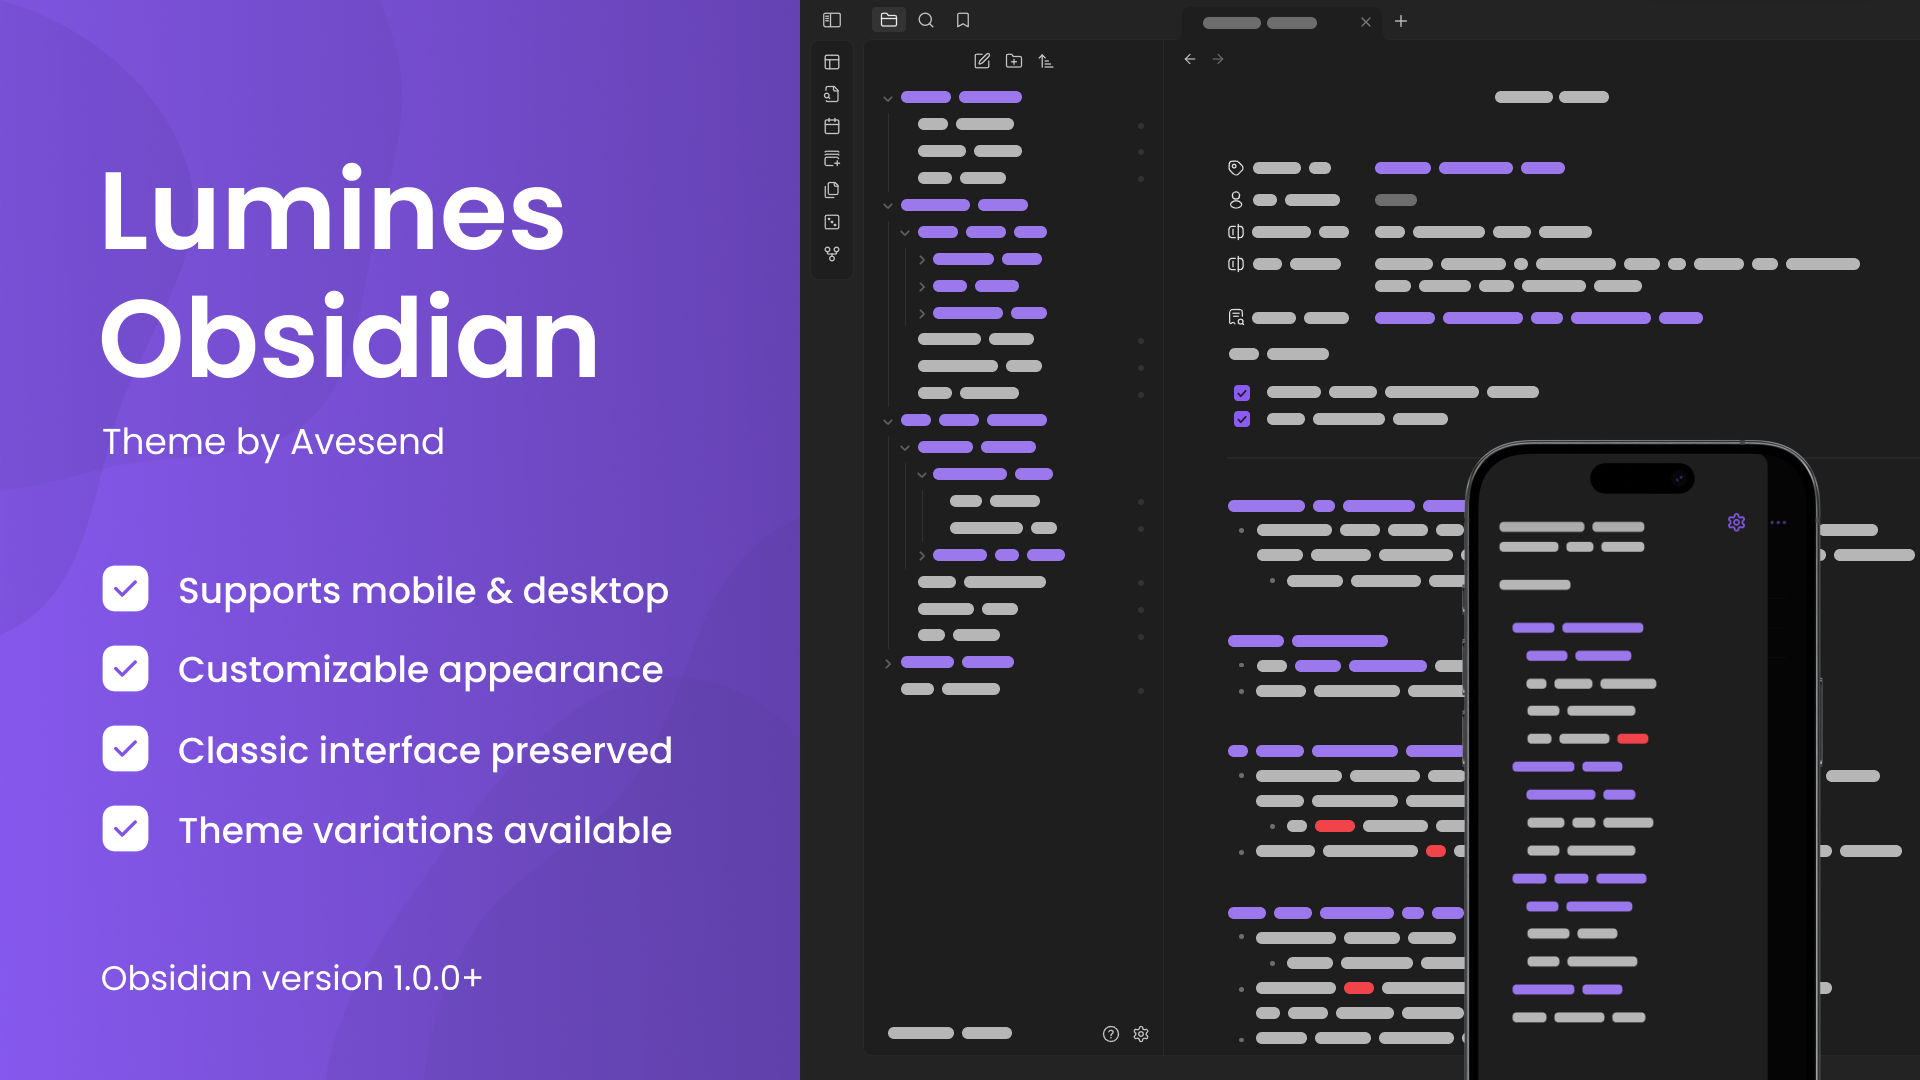 Lumines
Obsidian
Theme by Avesend
Supports mobile & desktop
Customizable appearance
Classic interface preserved
Theme variations available
Obsidian version 1.0.0+